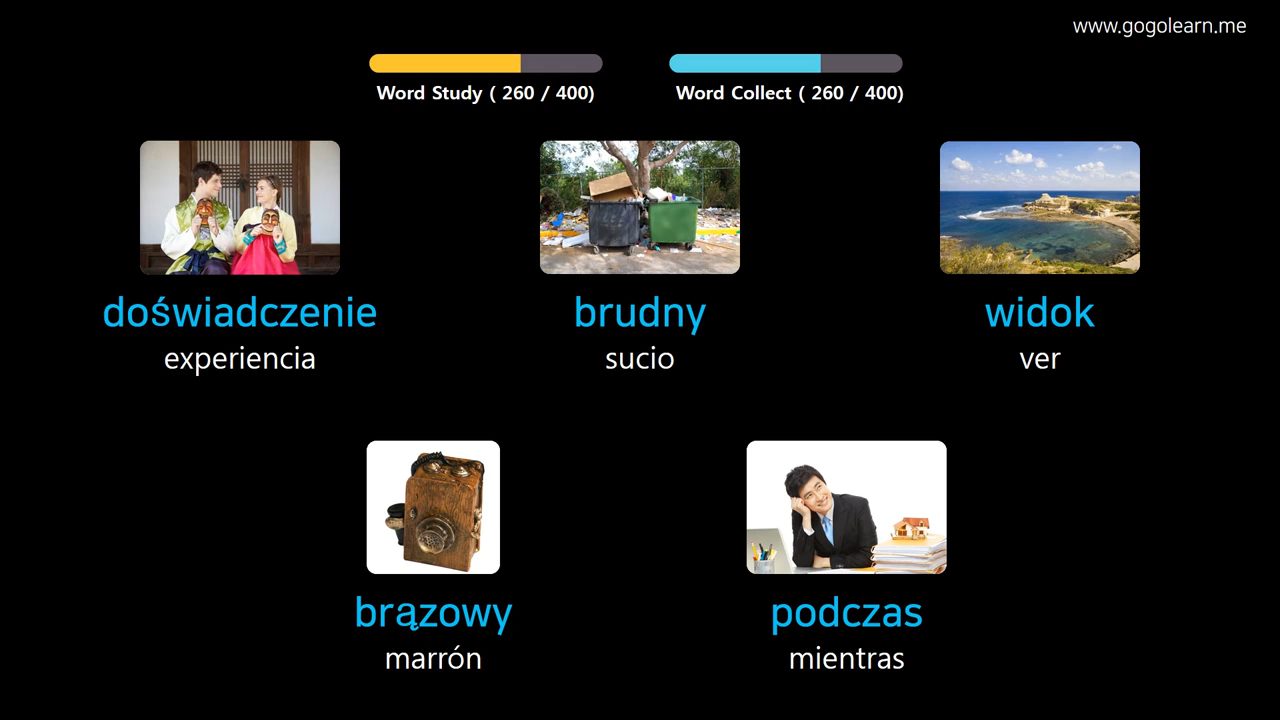 www.gogolearn.me
Word Study ( 260 / 400)
Word Collect ( 260 / 400)
doświadczenie
experiencia
brudny
sucio
widok
ver
brązowy
marrón
podczas
mientras